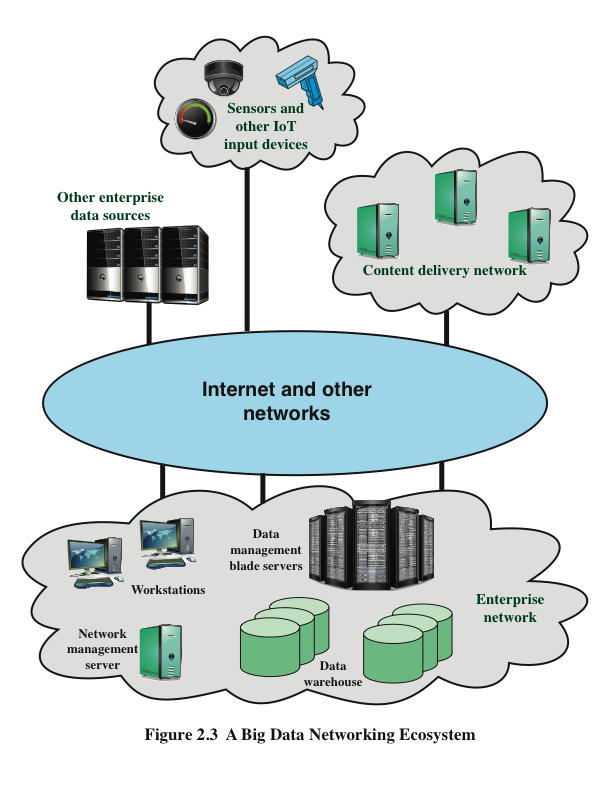 Sensors and
other IoT
input devices
Other enterprise
data sources
Content delivery network
Internet and other
networks
Data
management
blade servers
Workstations
Enterprise
network
Network
management
server
Data
warehouse
Figure 2.3 A Big Data Networking Ecosystem